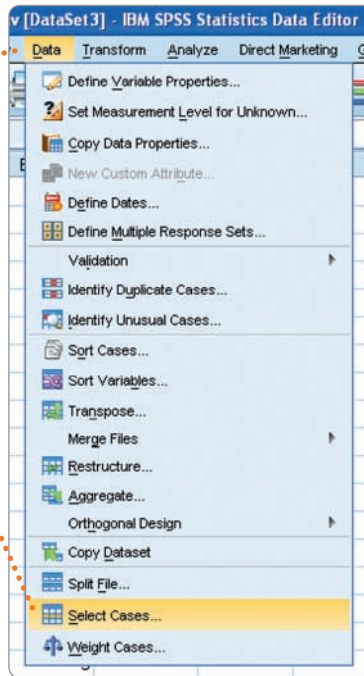 v [DataSet3] - IBM SPSS Statistics Data Editor
Data Transform Analyze Direct Marketing G
Define Variable Properties...
Set Measurement Level for Unknown...
Copy Data Properties...
New Custom Attribute...
Define Dates...
Define Multiple Response Sets...
Validation
Identify Duplicate Cases...
Identify Unusual Cases...
Sort Cases...
Sort Variables...
Transpose...
Merge Files
Restructure...
Aggregate...
Orthogonal Design
Copy Dataset
Split File...
Select Cases...
Weight Cases...